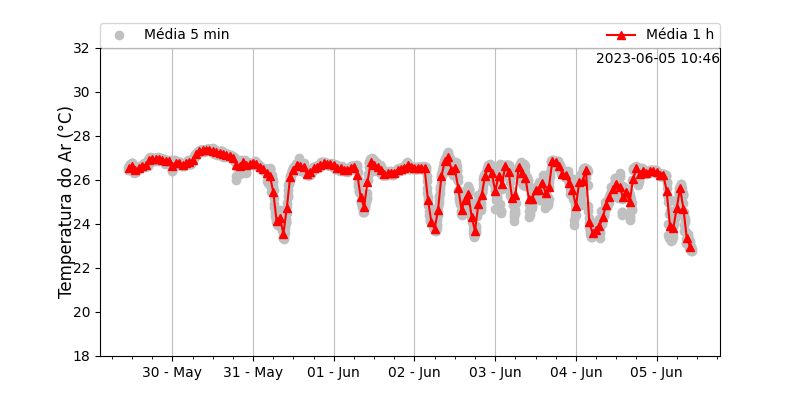 Média 5 min
Média 1 h
2023-06-05 10:46
Temperatura do Ar (°C)
32
30
28
26
24
22
20
18
30 - May
31 - May
01 - Jun
02 - Jun
03 - Jun
04 - Jun
05 - Jun